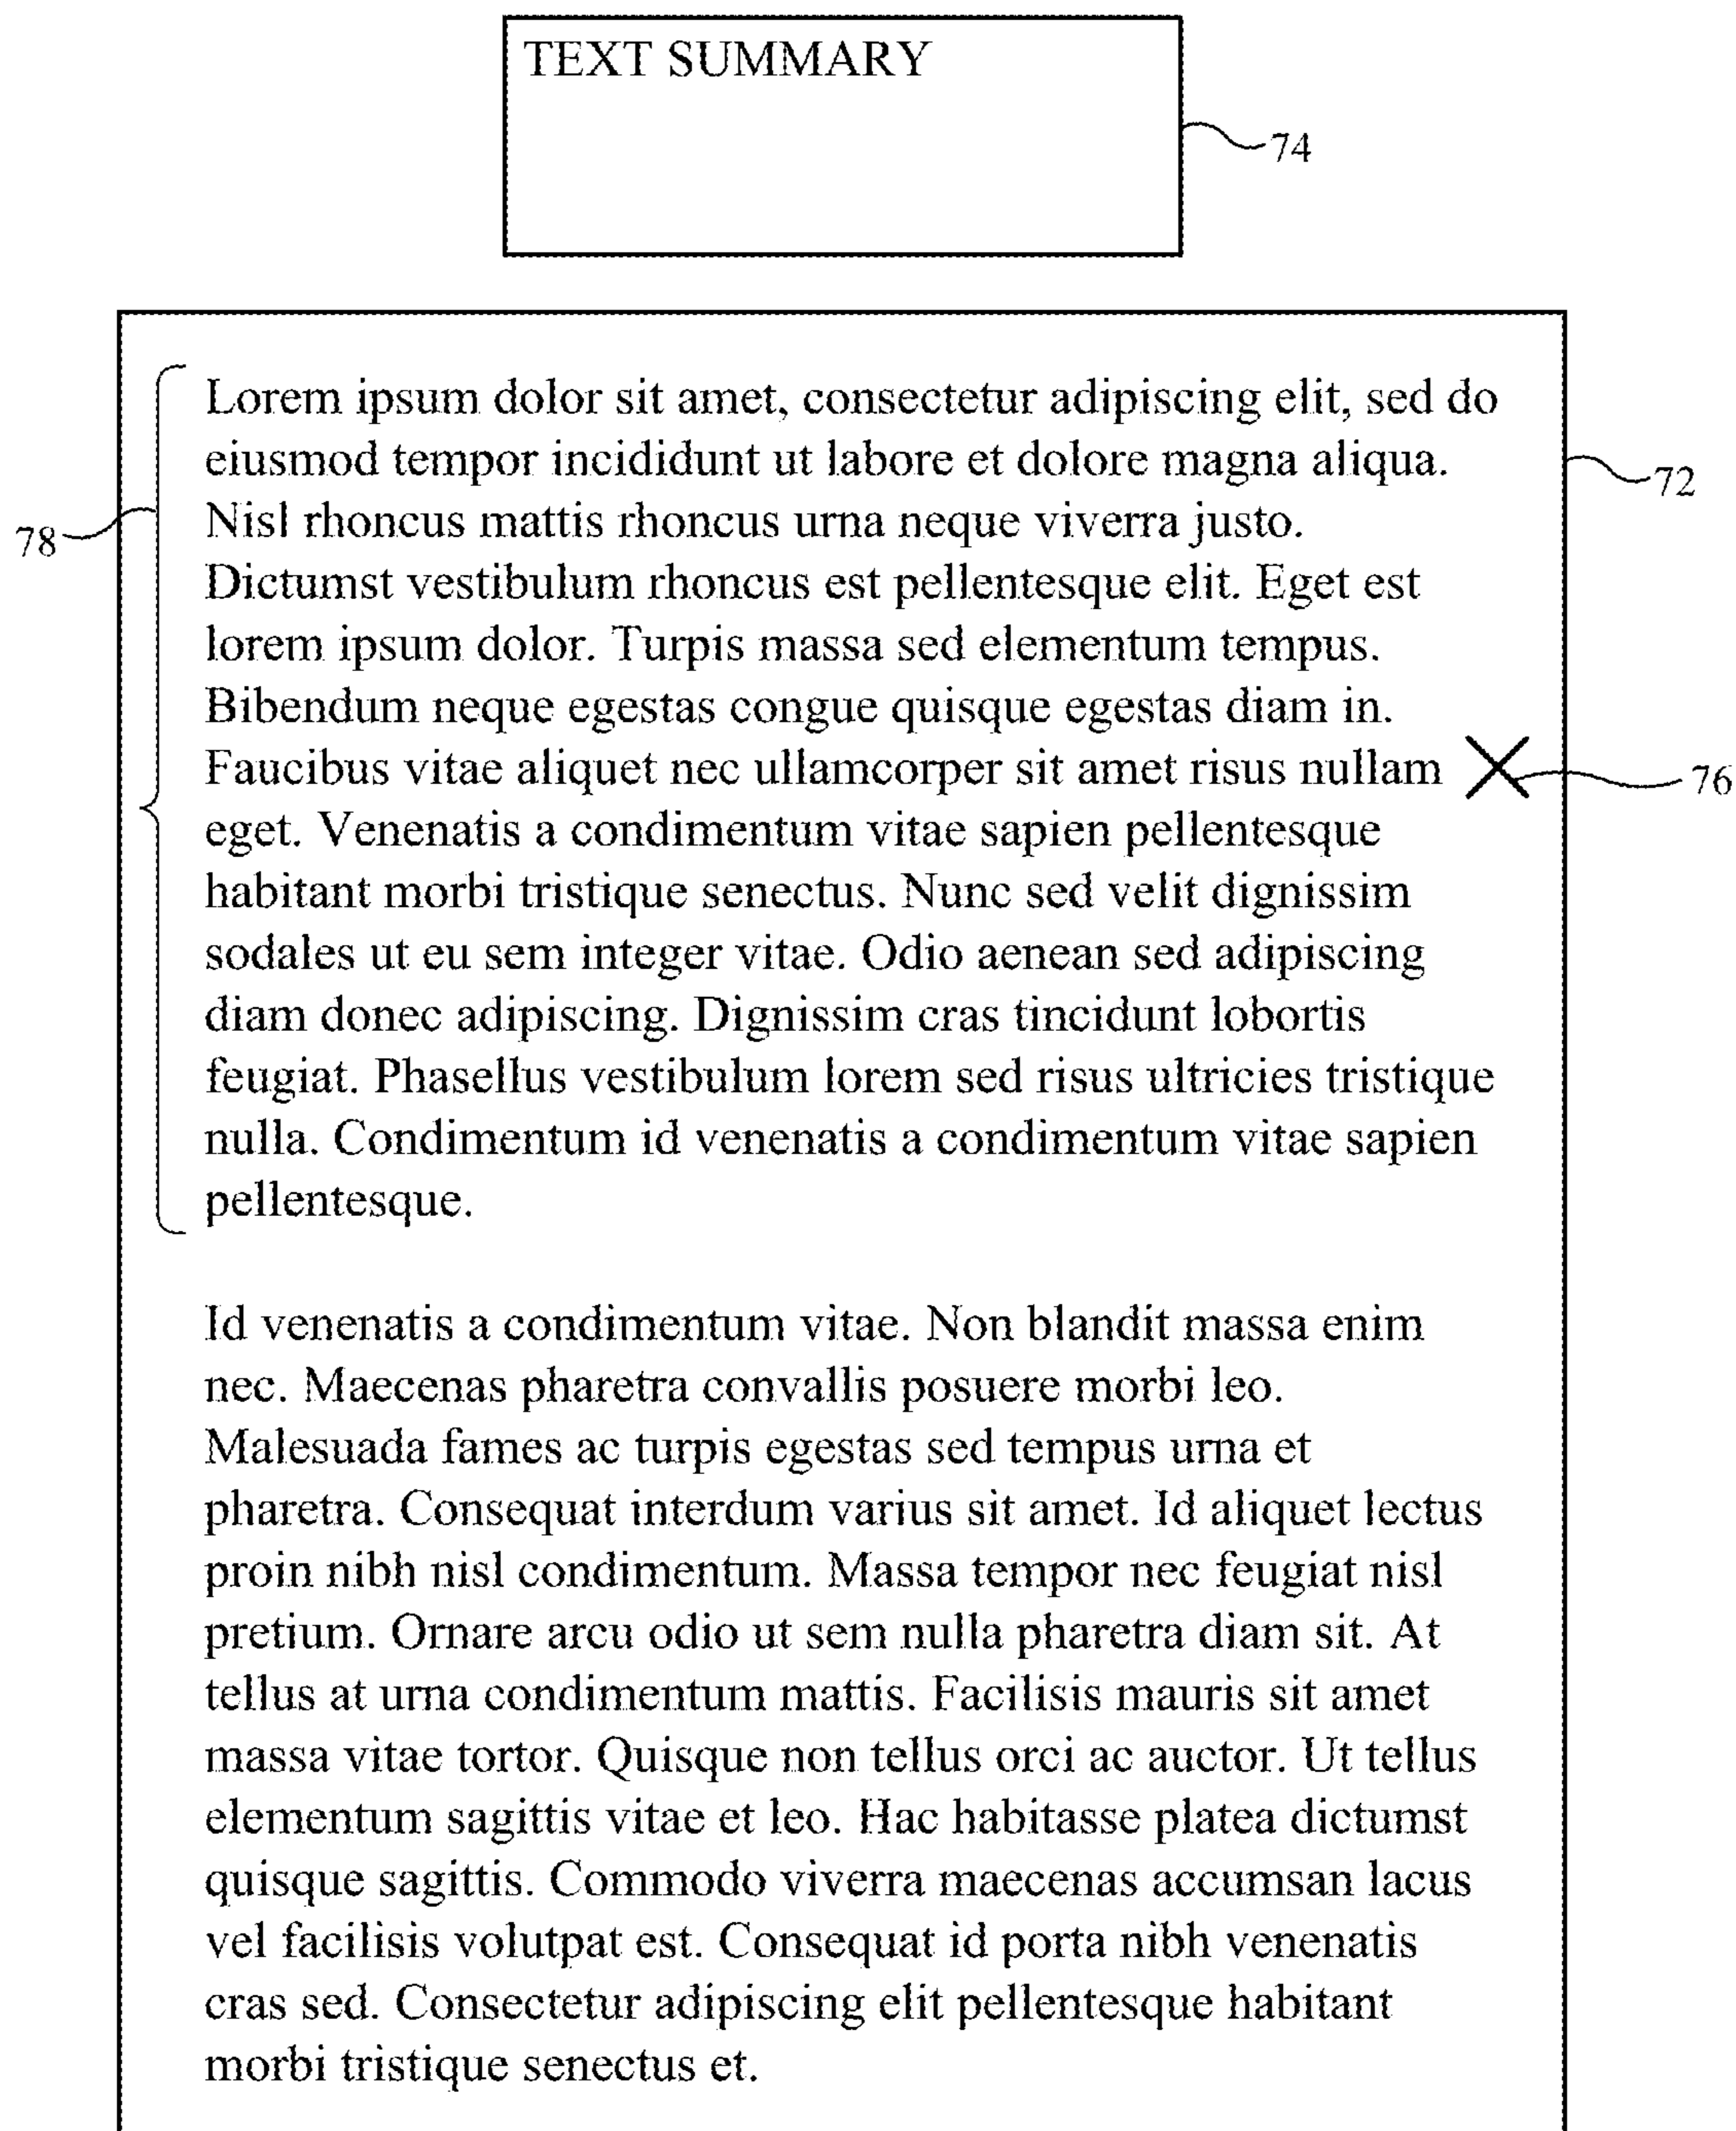 TEXT SUMMARY
74
Lorem ipsum dolor sit amet, consectetur adipiscing elit, sed do
eiusmod tempor incididunt ut labore et dolore magna aliqua.
72
Nisl rhoncus mattis rhoncus urna neque viverra justo.
78
Dictumst vestibulum rhoncus est pellentesque elit. Eget est
lorem ipsum dolor. Turpis massa sed elementum tempus.
Bibendum neque egestas congue quisque egestas diam in.
Faucibus vitae aliquet nec ullamcorper sit amet risus nullam
76
eget. Venenatis a condimentum vitae sapien pellentesque
habitant morbi tristique senectus. Nunc sed velit dignissim
sodales ut eu sem integer vitae. Odio aenean sed adipiscing
diam donec adipiscing. Dignissim cras tincidunt lobortis
feugiat. Phasellus vestibulum lorem sed risus ultricies tristique
nulla. Condimentum id venenatis a condimentum vitae sapien
pellentesque.
Id venenatis a condimentum vitae. Non blandit massa enim
nec. Maecenas pharetra convallis posuere morbi leo.
Malesuada fames ac turpis egestas sed tempus urna et
pharetra. Consequat interdum varius sit amet. Id aliquet lectus
proin nibh nisl condimentum. Massa tempor nec feugiat nisl
pretium. Ornare arcu odio ut sem nulla pharetra diam sit. At
tellus at urna condimentum mattis. Facilisis mauris sit amet
massa vitae tortor. Quisque non tellus orci ac auctor. Ut tellus
elementum sagittis vitae et leo. Hac habitasse platea dictumst
quisque sagittis. Commodo viverra maecenas accumsan lacus
vel facilisis volutpat est. Consequat id porta nibh venenatis
cras sed. Consectetur adipiscing elit pellentesque habitant
morbi tristique senectus et.